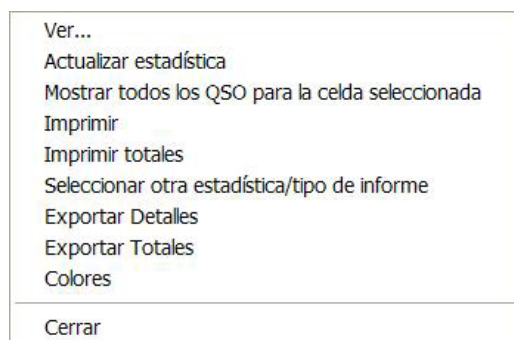 Ver...
Actualizar estadística
Mostrar todos los QSO para la celda seleccionada
Imprimir
Imprimir totales
Seleccionar otra estadística/tipo de informe
Exportar Detalles
Exportar Totales
Colores
Cerrar